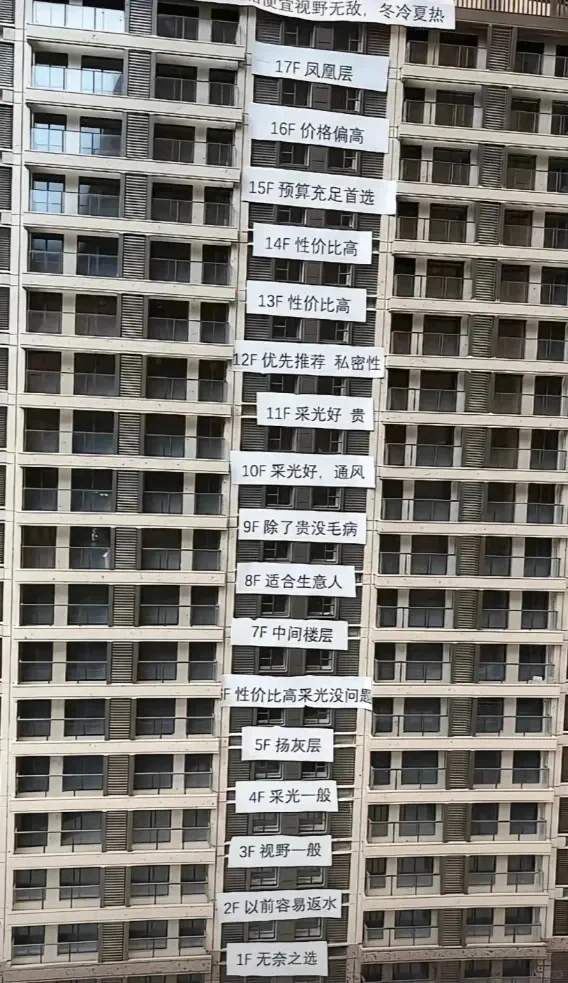 便宜视野无敌，冬冷夏热
17F 凤凰层
16F 价格偏高
15F 预算充足首选
14F 性价比高
13F 性价比高
12F 优先推荐 私密性
11F 采光好 贵
10F 采光好，通风
9F 除了贵没毛病
8F 适合生意人
7F 中间楼层
F 性价比高采光没问题
5F 扬灰层
4F 采光一般
3F 视野一般
2F 以前容易返水
1F 无奈之选